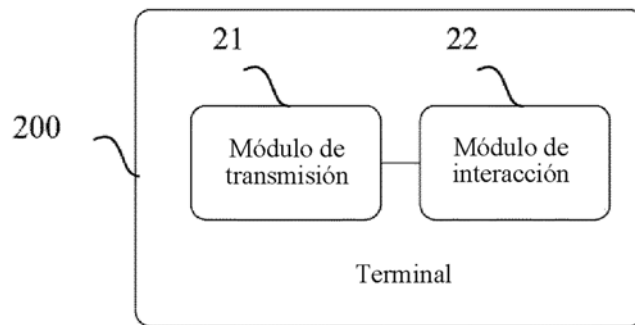 21
22
200
Módulo de
transmisión
Módulo de
interacción
Terminal